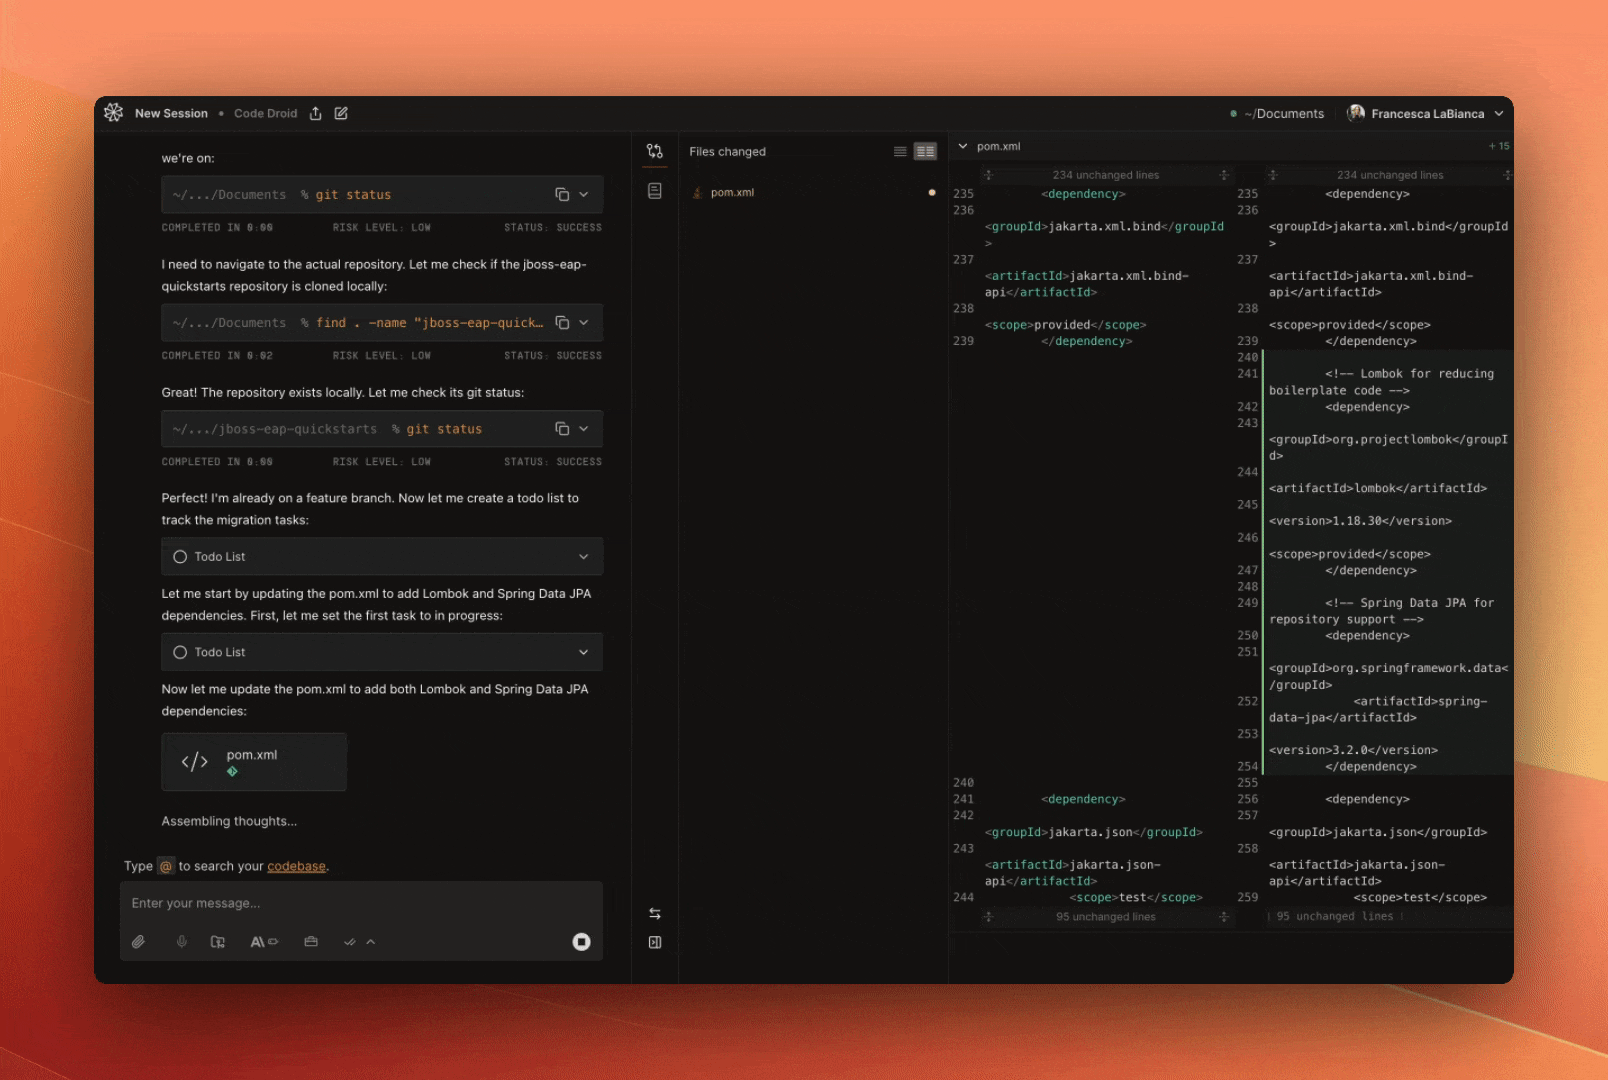 New Session • Code Droid
~/Documents
Francesca LaBianca
we're on:
~/.../Documents % git status
COMPLETED IN 0:00 RISK LEVEL: LOW STATUS: SUCCESS
I need to navigate to the actual repository. Let me check if the jboss-eap-
quickstarts repository is cloned locally:
~/.../Documents % find . -name "jboss-eap-quick…
COMPLETED IN 0:02 RISK LEVEL: LOW STATUS: SUCCESS
Great! The repository exists locally. Let me check its git status:
~/.../jboss-eap-quickstarts % git status
COMPLETED IN 0:00 RISK LEVEL: LOW STATUS: SUCCESS
Perfect! I'm already on a feature branch. Now let me create a todo list to
track the migration tasks:
Todo List
Let me start by updating the pom.xml to add Lombok and Spring Data JPA
dependencies. First, let me set the first task to in progress:
Todo List
Now let me update the pom.xml to add both Lombok and Spring Data JPA
dependencies:
</> pom.xml
Assembling thoughts...
Type @ to search your codebase.
Enter your message...
A\
Files changed
pom.xml
pom.xml
+15
234 unchanged lines
235 <dependency>
236
<groupId>jakarta.xml.bind</groupId
>
237
<artifactId>jakarta.xml.bind-
api</artifactId>
238
<scope>provided</scope>
239 </dependency>
240
241 <dependency>
242
<groupId>jakarta.json</groupId>
243
<artifactId>jakarta.json-
api</artifactId>
244 <scope>test</scope>
95 unchanged lines
234 unchanged lines
235 <dependency>
236
<groupId>jakarta.xml.bind</groupId
>
237
<artifactId>jakarta.xml.bind-
api</artifactId>
238
<scope>provided</scope>
239 </dependency>
240
241 <!-- Lombok for reducing
boilerplate code -->
242 <dependency>
243
<groupId>org.projectlombok</groupI
d>
244
<artifactId>lombok</artifactId>
245
<version>1.18.30</version>
246
<scope>provided</scope>
247 </dependency>
248
249 <!-- Spring Data JPA for
repository support -->
250 <dependency>
251
<groupId>org.springframework.data<
/groupId>
252 <artifactId>spring-
data-jpa</artifactId>
253
<version>3.2.0</version>
254 </dependency>
255
256 <dependency>
257
<groupId>jakarta.json</groupId>
258
<artifactId>jakarta.json-
api</artifactId>
259 <scope>test</scope>
95 unchanged lines